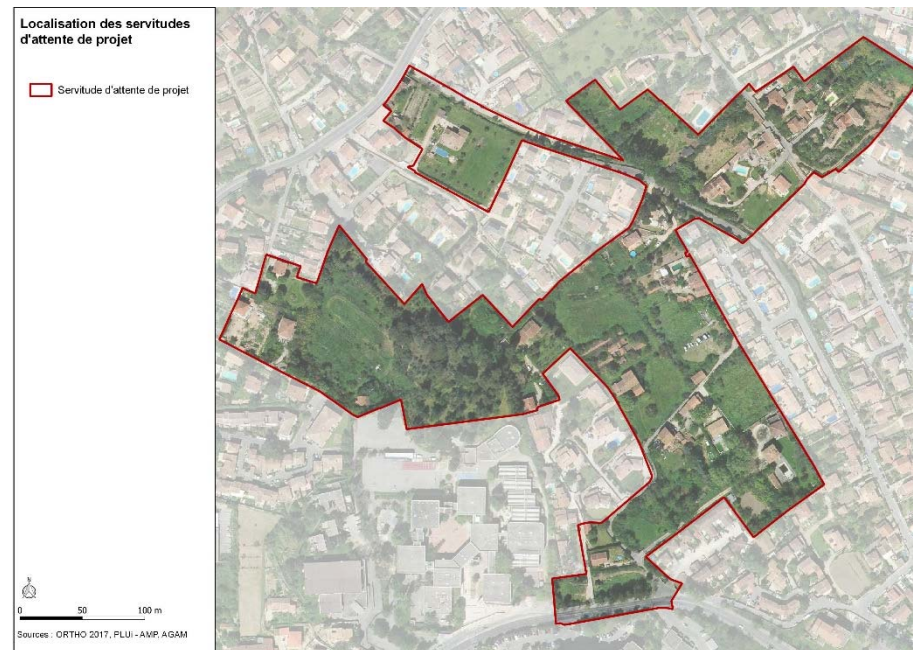 Localisation des servitudes
d'attente de projet
Servitude d'attente de projet
N
0 50 100 m
Sources : ORTHO 2017, PLUi - AMP, AGAM